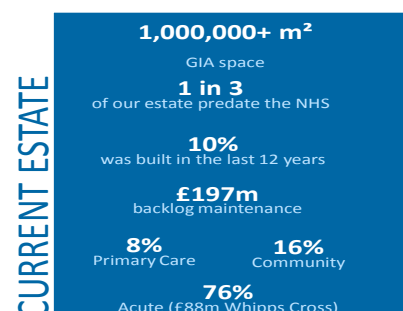 CURRENT ESTATE
1,000,000+ m²
GIA space
1 in 3
of our estate predate the NHS
10%
was built in the last 12 years
£197m
backlog maintenance
8%
Primary Care
16%
Community
76%
Acute (£88m Whipps Cross)